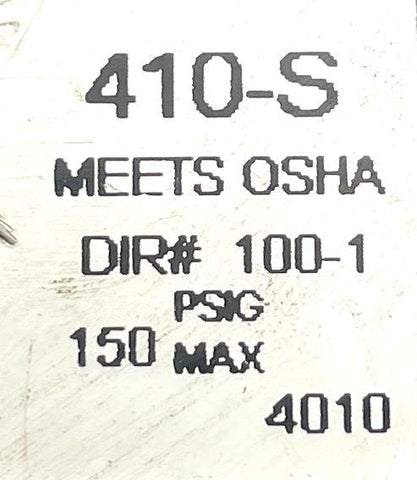 410-S
MEETS OSHA
DIR# 100-1
150 PSIG MAX
4010